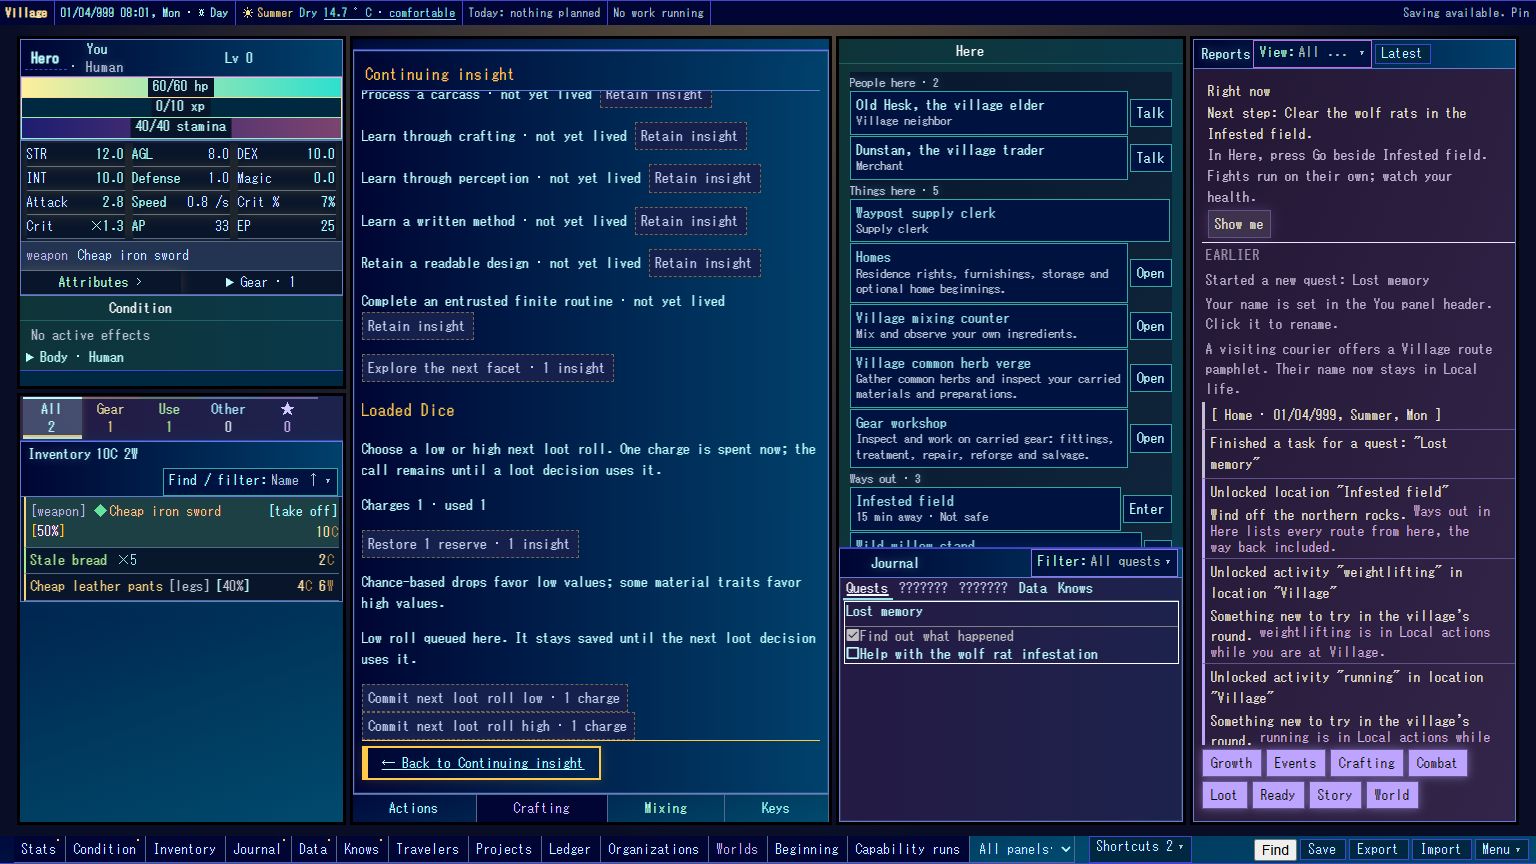 Village
01/04/999 08:01, Mon · ☀ Day
☀ Summer Dry 14.7 ° C · comfortable
Today: nothing planned
No work running
Saving available. Pin
Hero · You Human
Lv 0
60/60 hp
0/10 xp
40/40 stamina
STR 12.0 AGL 8.0 DEX 10.0
INT 10.0 Defense 1.0 Magic 0.0
Attack 2.8 Speed 0.8 /s Crit % 7%
Crit ×1.3 AP 33 EP 25
weapon Cheap iron sword
Attributes >
▶ Gear · 1
Condition
No active effects
▶ Body · Human
All 2
Gear 1
Use 1
Other 0
★ 0
Inventory 10C 2W
Find / filter: Name ↑ ▾
[weapon] ◆Cheap iron sword [take off]
[50%] 10C
Stale bread ×5 2C
Cheap leather pants [legs] [40%] 4C 6W
Continuing insight
Process a carcass · not yet lived Retain insight
Learn through crafting · not yet lived Retain insight
Learn through perception · not yet lived Retain insight
Learn a written method · not yet lived Retain insight
Retain a readable design · not yet lived Retain insight
Complete an entrusted finite routine · not yet lived
Retain insight
Explore the next facet · 1 insight
Loaded Dice
Choose a low or high next loot roll. One charge is spent now; the
call remains until a loot decision uses it.
Charges 1 · used 1
Restore 1 reserve · 1 insight
Chance-based drops favor low values; some material traits favor
high values.
Low roll queued here. It stays saved until the next loot decision
uses it.
Commit next loot roll low · 1 charge
Commit next loot roll high · 1 charge
← Back to Continuing insight
Actions
Crafting
Mixing
Keys
Here
People here · 2
Old Hesk, the village elder
Village neighbor
Talk
Dunstan, the village trader
Merchant
Talk
Things here · 5
Waypost supply clerk
Supply clerk
Homes
Residence rights, furnishings, storage and
optional home beginnings.
Open
Village mixing counter
Mix and observe your own ingredients.
Open
Village common herb verge
Gather common herbs and inspect your carried
materials and preparations.
Open
Gear workshop
Inspect and work on carried gear: fittings,
treatment, repair, reforge and salvage.
Open
Ways out · 3
Infested field
15 min away · Not safe
Enter
Wild willow stand
Journal
Filter: All quests ▾
Quests ??????? ??????? Data Knows
Lost memory
Find out what happened
Help with the wolf rat infestation
Reports
View: All ... ▾
Latest
Right now
Next step: Clear the wolf rats in the
Infested field.
In Here, press Go beside Infested field.
Fights run on their own; watch your
health.
Show me
EARLIER
Started a new quest: Lost memory
Your name is set in the You panel header.
Click it to rename.
A visiting courier offers a Village route
pamphlet. Their name now stays in Local
life.
[ Home · 01/04/999, Summer, Mon ]
Finished a task for a quest: "Lost
memory"
Unlocked location "Infested field"
Wind off the northern rocks. Ways out in
Here lists every route from here, the
way back included.
Unlocked activity "weightlifting" in
location "Village"
Something new to try in the village's
round. weightlifting is in Local actions
while you are at Village.
Unlocked activity "running" in location
"Village"
Something new to try in the village's
round. running is in Local actions while
Growth
Events
Crafting
Combat
Loot
Ready
Story
World
Stats
Condition
Inventory
Journal
Data
Knows
Travelers
Projects
Ledger
Organizations
Worlds
Beginning
Capability runs
All panels
Shortcuts 2 ▾
Find
Save
Export
Import
Menu ▾